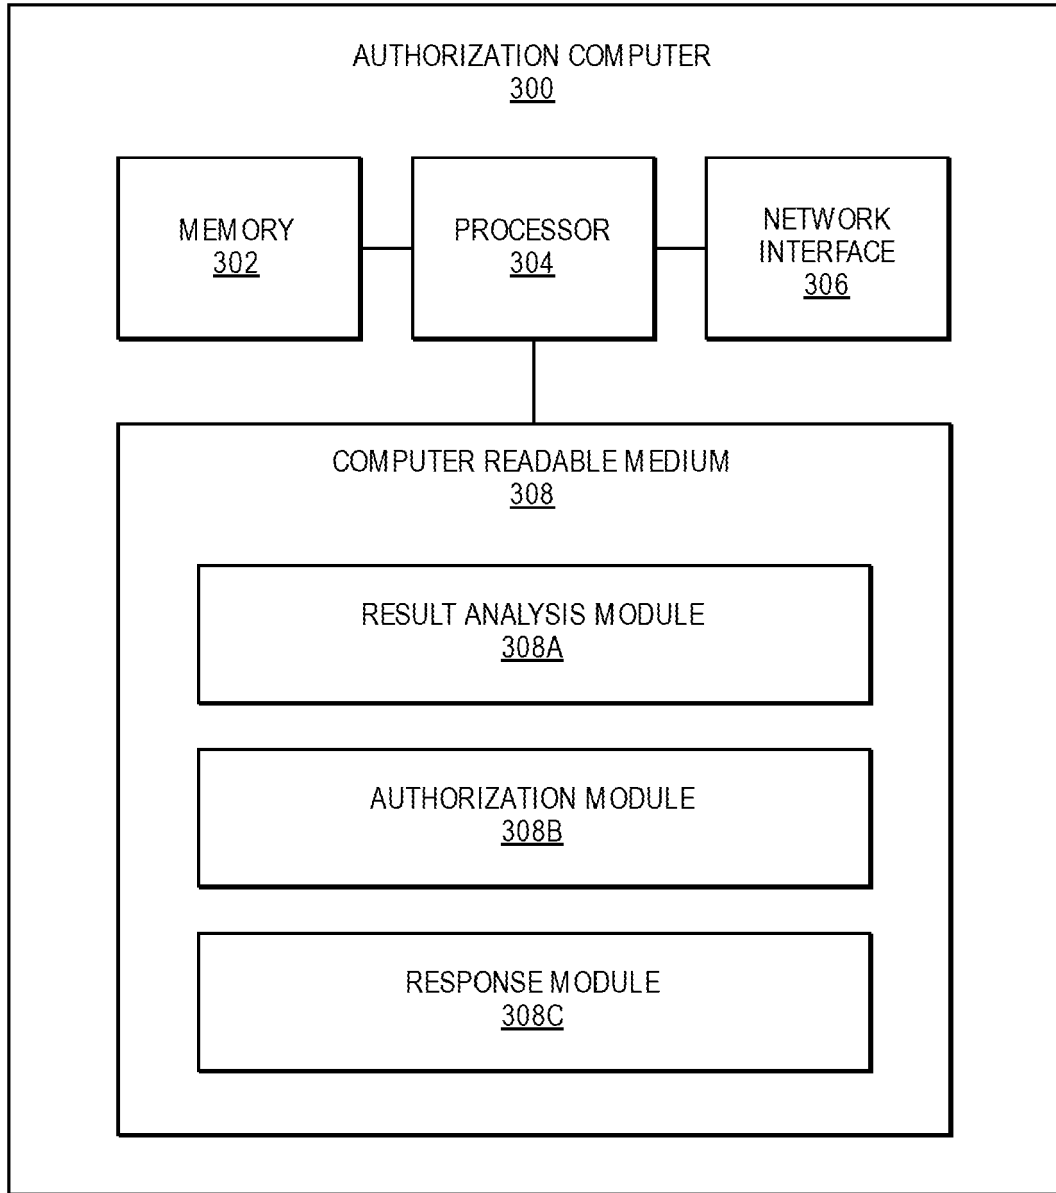 AUTHORIZATION COMPUTER
300
MEMORY
302
PROCESSOR
304
NETWORK
INTERFACE
306
COMPUTER READABLE MEDIUM
308
RESULT ANALYSIS MODULE
308A
AUTHORIZATION MODULE
308B
RESPONSE MODULE
308C